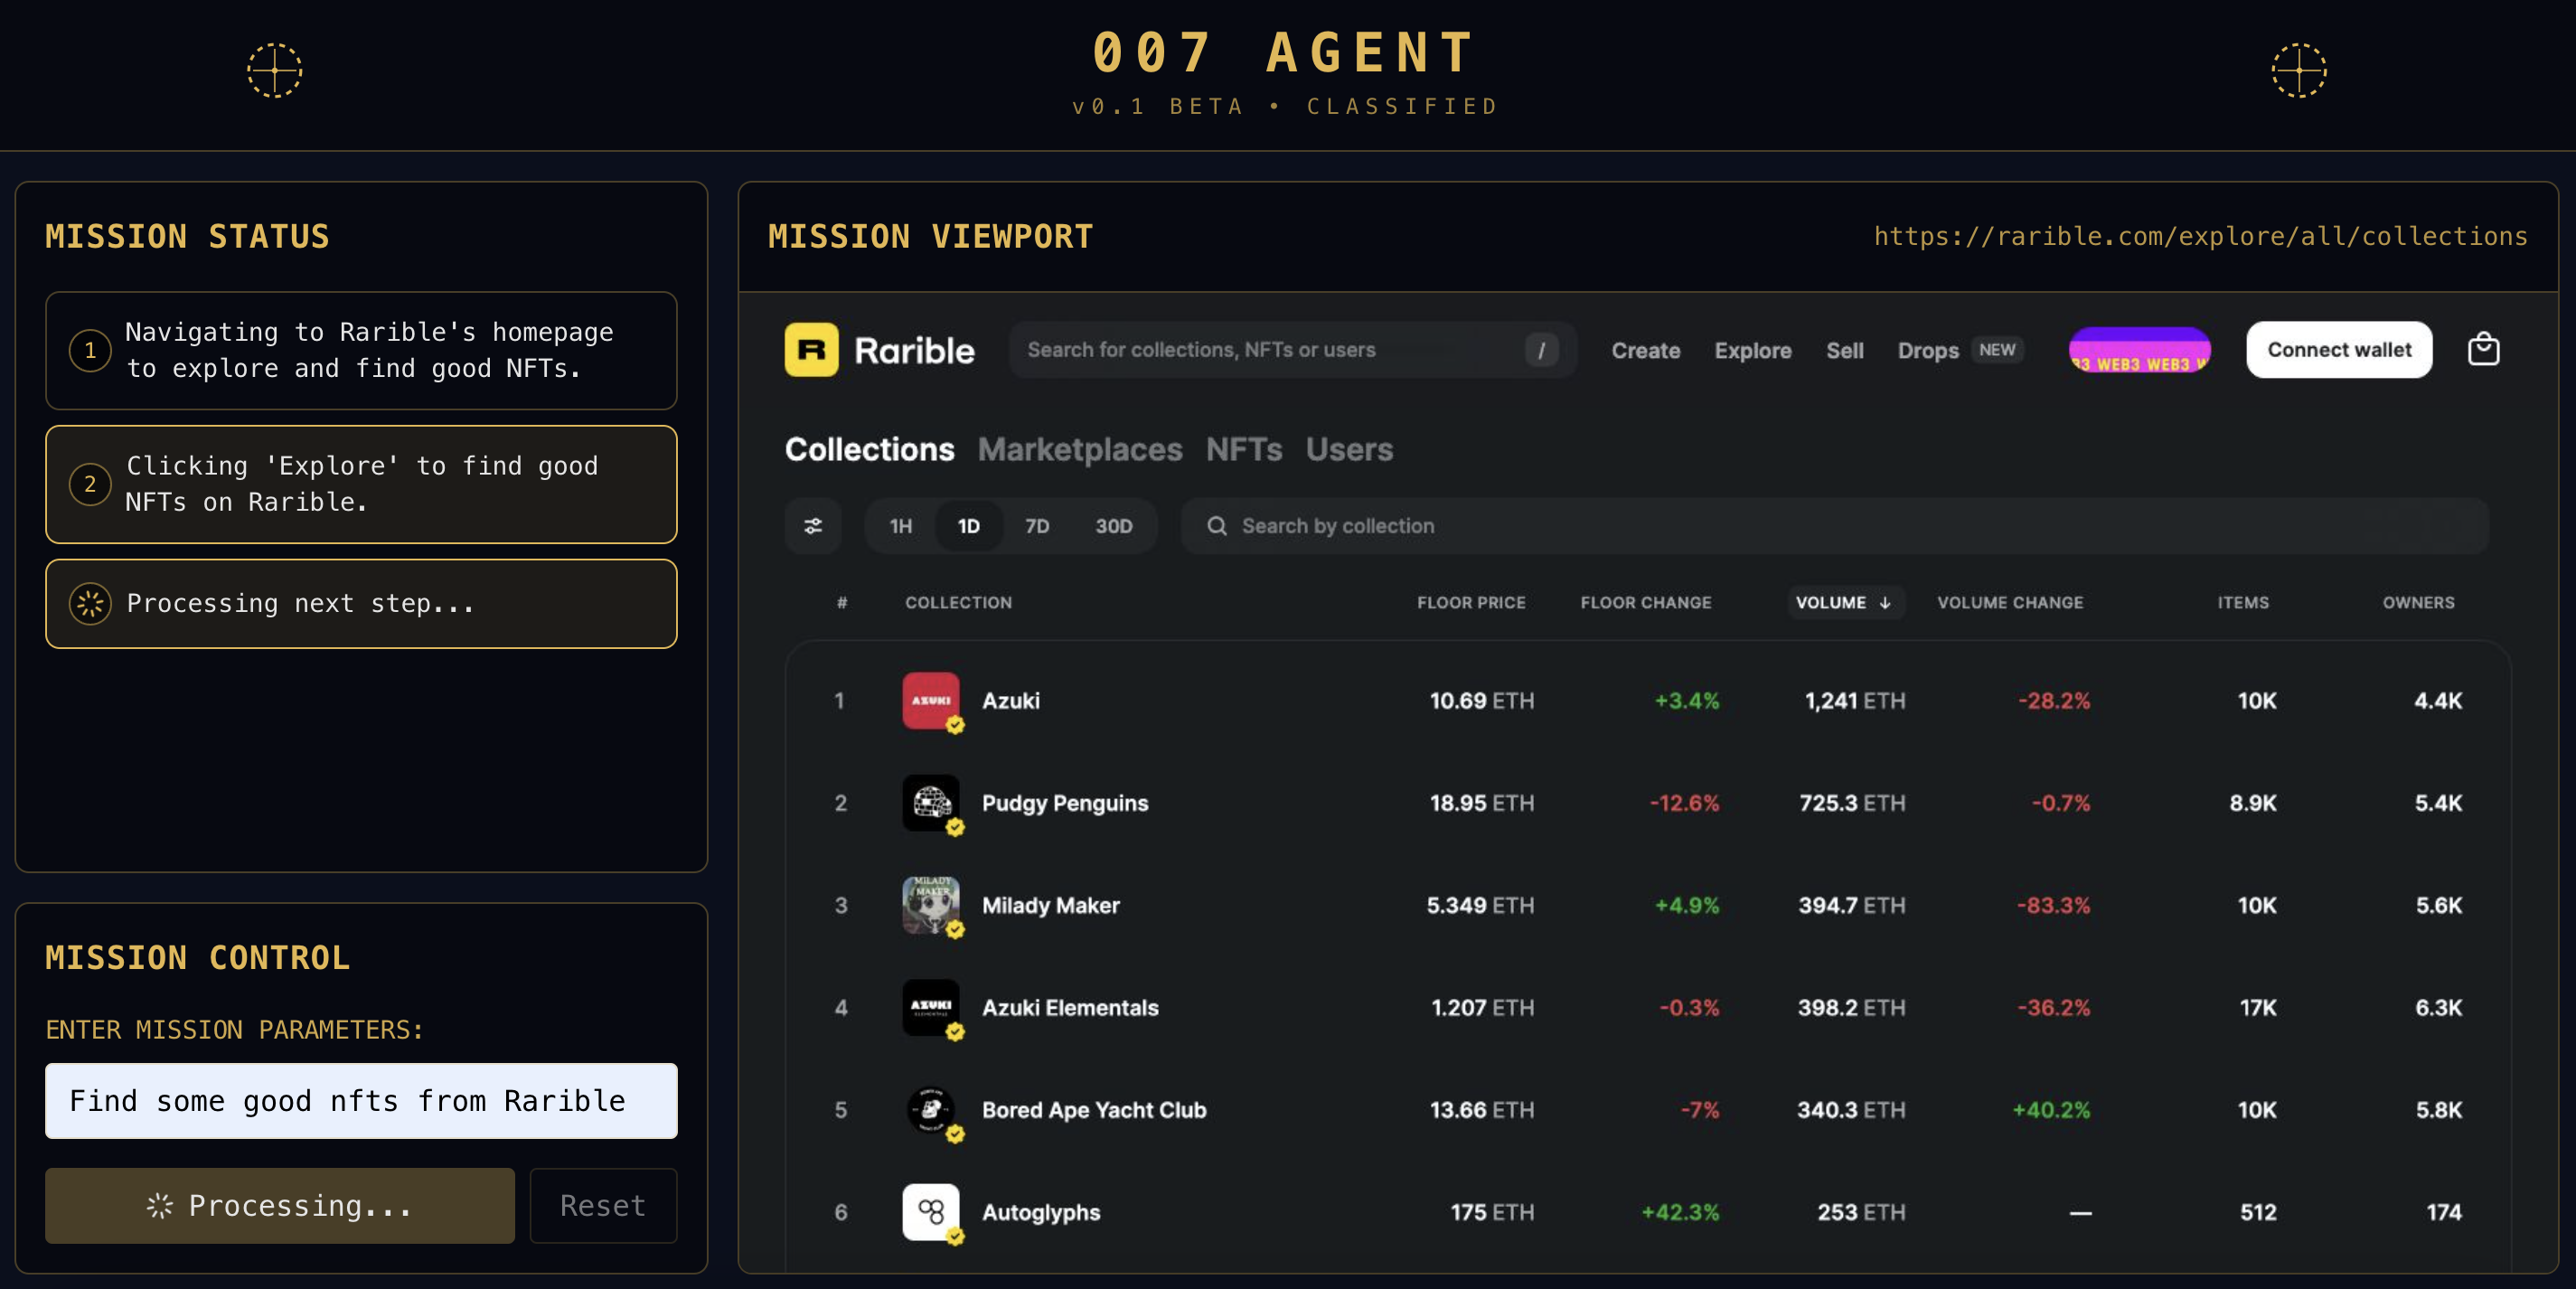 007 AGENT
v0.1 BETA • CLASSIFIED
MISSION STATUS
1 Navigating to Rarible's homepage
to explore and find good NFTs.
2 Clicking 'Explore' to find good
NFTs on Rarible.
Processing next step...
MISSION CONTROL
ENTER MISSION PARAMETERS:
Find some good nfts from Rarible
Processing... Reset
MISSION VIEWPORT https://rarible.com/explore/all/collections
R Rarible Search for collections, NFTs or users / Create Explore Sell Drops NEW WEB3 WEB3 Connect wallet
Collections Marketplaces NFTs Users
1H 1D 7D 30D Search by collection
# COLLECTION FLOOR PRICE FLOOR CHANGE VOLUME ↓ VOLUME CHANGE ITEMS OWNERS
1 AZUKI Azuki 10.69 ETH +3.4% 1,241 ETH -28.2% 10K 4.4K
2 Pudgy Penguins 18.95 ETH -12.6% 725.3 ETH -0.7% 8.9K 5.4K
3 MILADY MAKER Milady Maker 5.349 ETH +4.9% 394.7 ETH -83.3% 10K 5.6K
4 AZUKI ELEMENTALS Azuki Elementals 1.207 ETH -0.3% 398.2 ETH -36.2% 17K 6.3K
5 Bored Ape Yacht Club 13.66 ETH -7% 340.3 ETH +40.2% 10K 5.8K
6 Autoglyphs 175 ETH +42.3% 253 ETH — 512 174